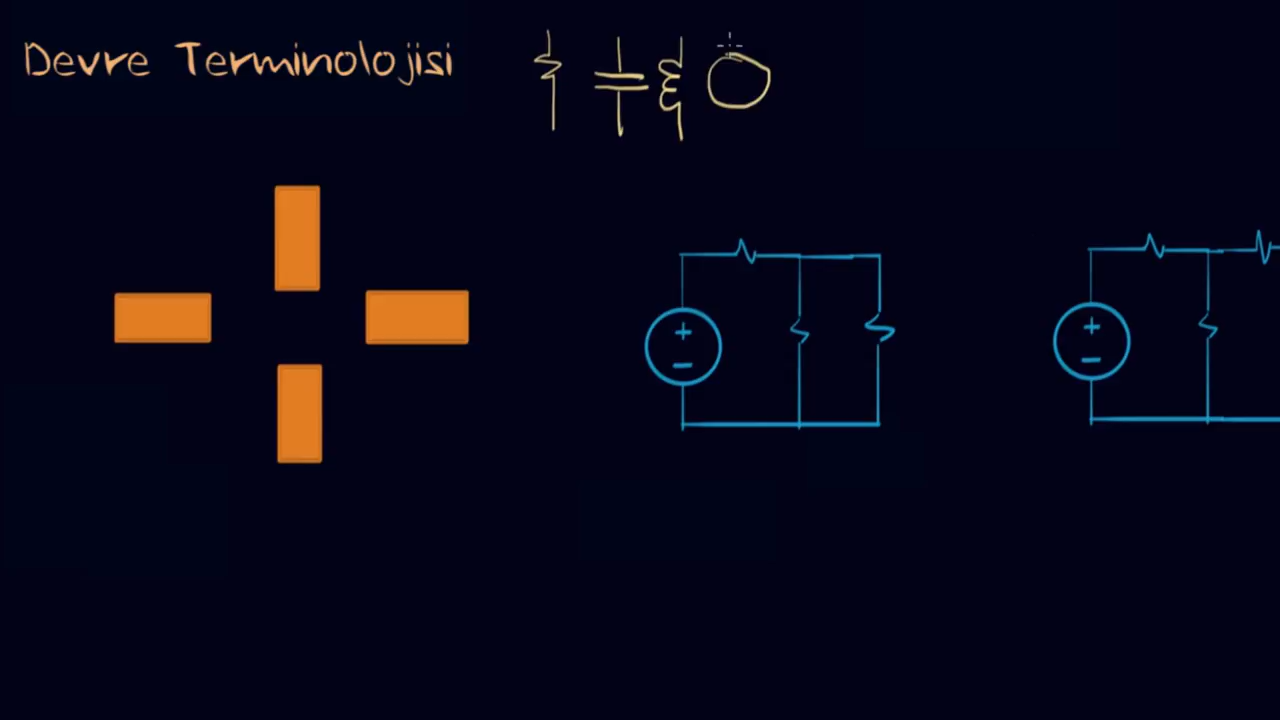 Devre Terminolojisi
+
−
+
−